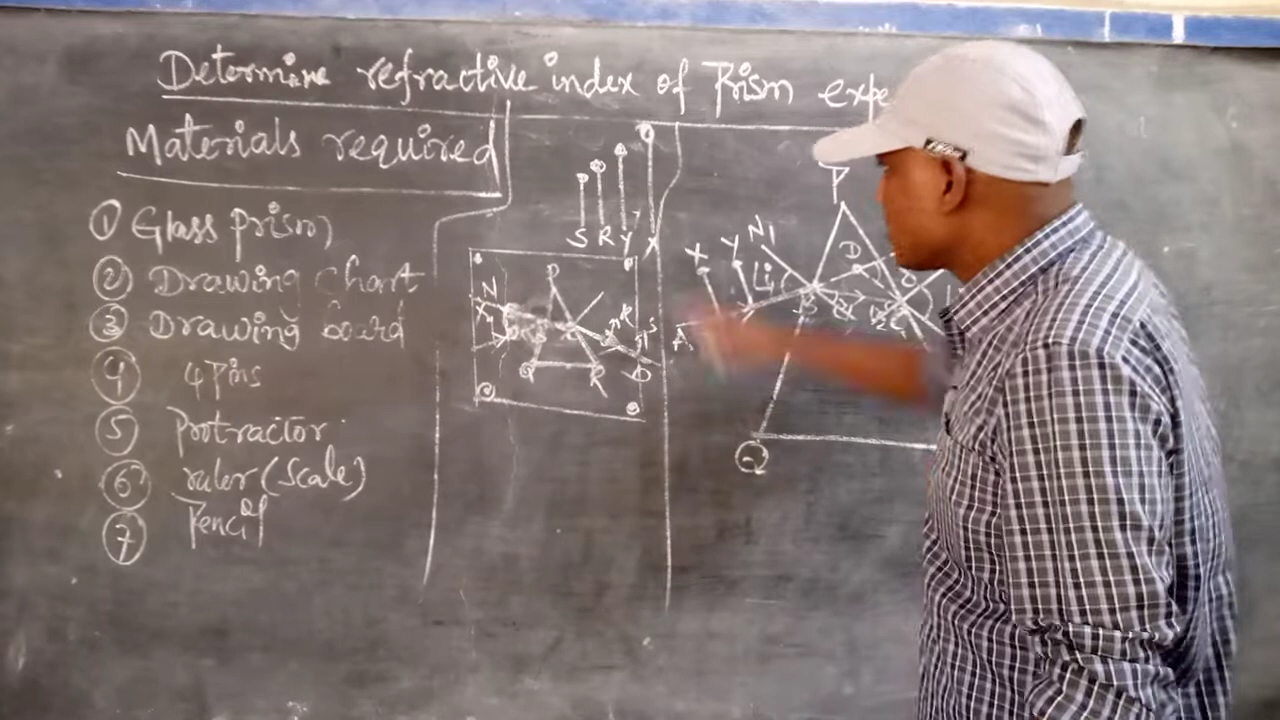 Determine refractive index of Prism expe
Materials required
① Glass prism
② Drawing Chart
③ Drawing board
④ 4 Pins
⑤ Protractor
⑥ ruler (Scale)
⑦ Pencil
S R Y X
N P
Q R D
P
X Y N1
D
A
Q